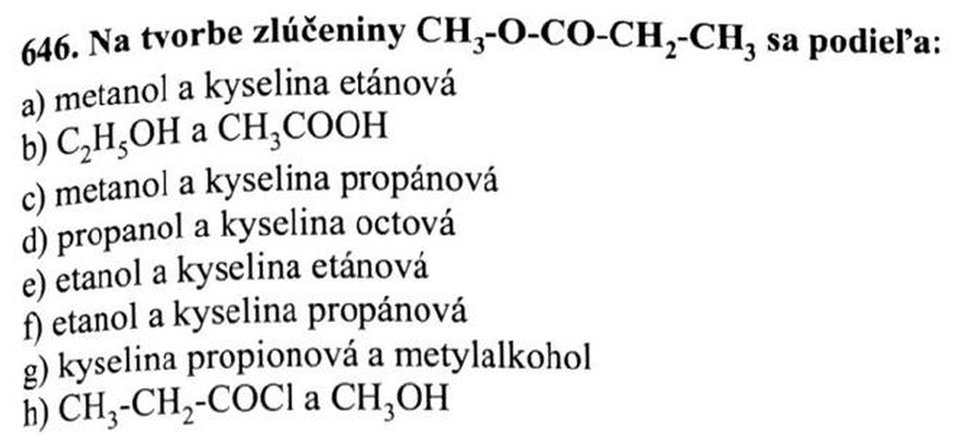 646. Na tvorbe zlúčeniny CH₃-O-CO-CH₂-CH₃ sa podieľa:
a) metanol a kyselina etánová
b) C₂H₅OH a CH₃COOH
c) metanol a kyselina propánová
d) propanol a kyselina octová
e) etanol a kyselina etánová
f) etanol a kyselina propánová
g) kyselina propionová a metylalkohol
h) CH₃-CH₂-COCl a CH₃OH